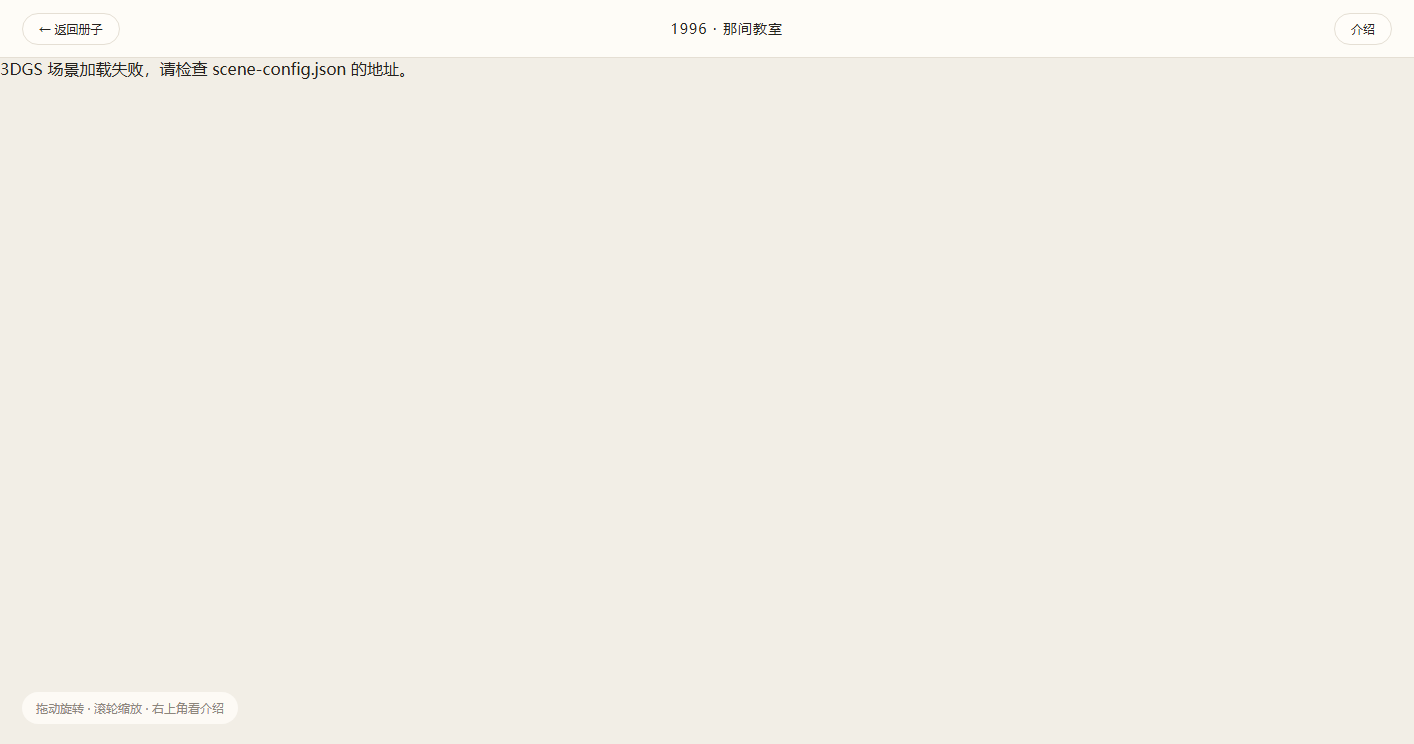 ← 返回册子
1996 · 那间教室
介绍
3DGS 场景加载失败，请检查 scene-config.json 的地址。
拖动旋转 · 滚轮缩放 · 右上角看介绍